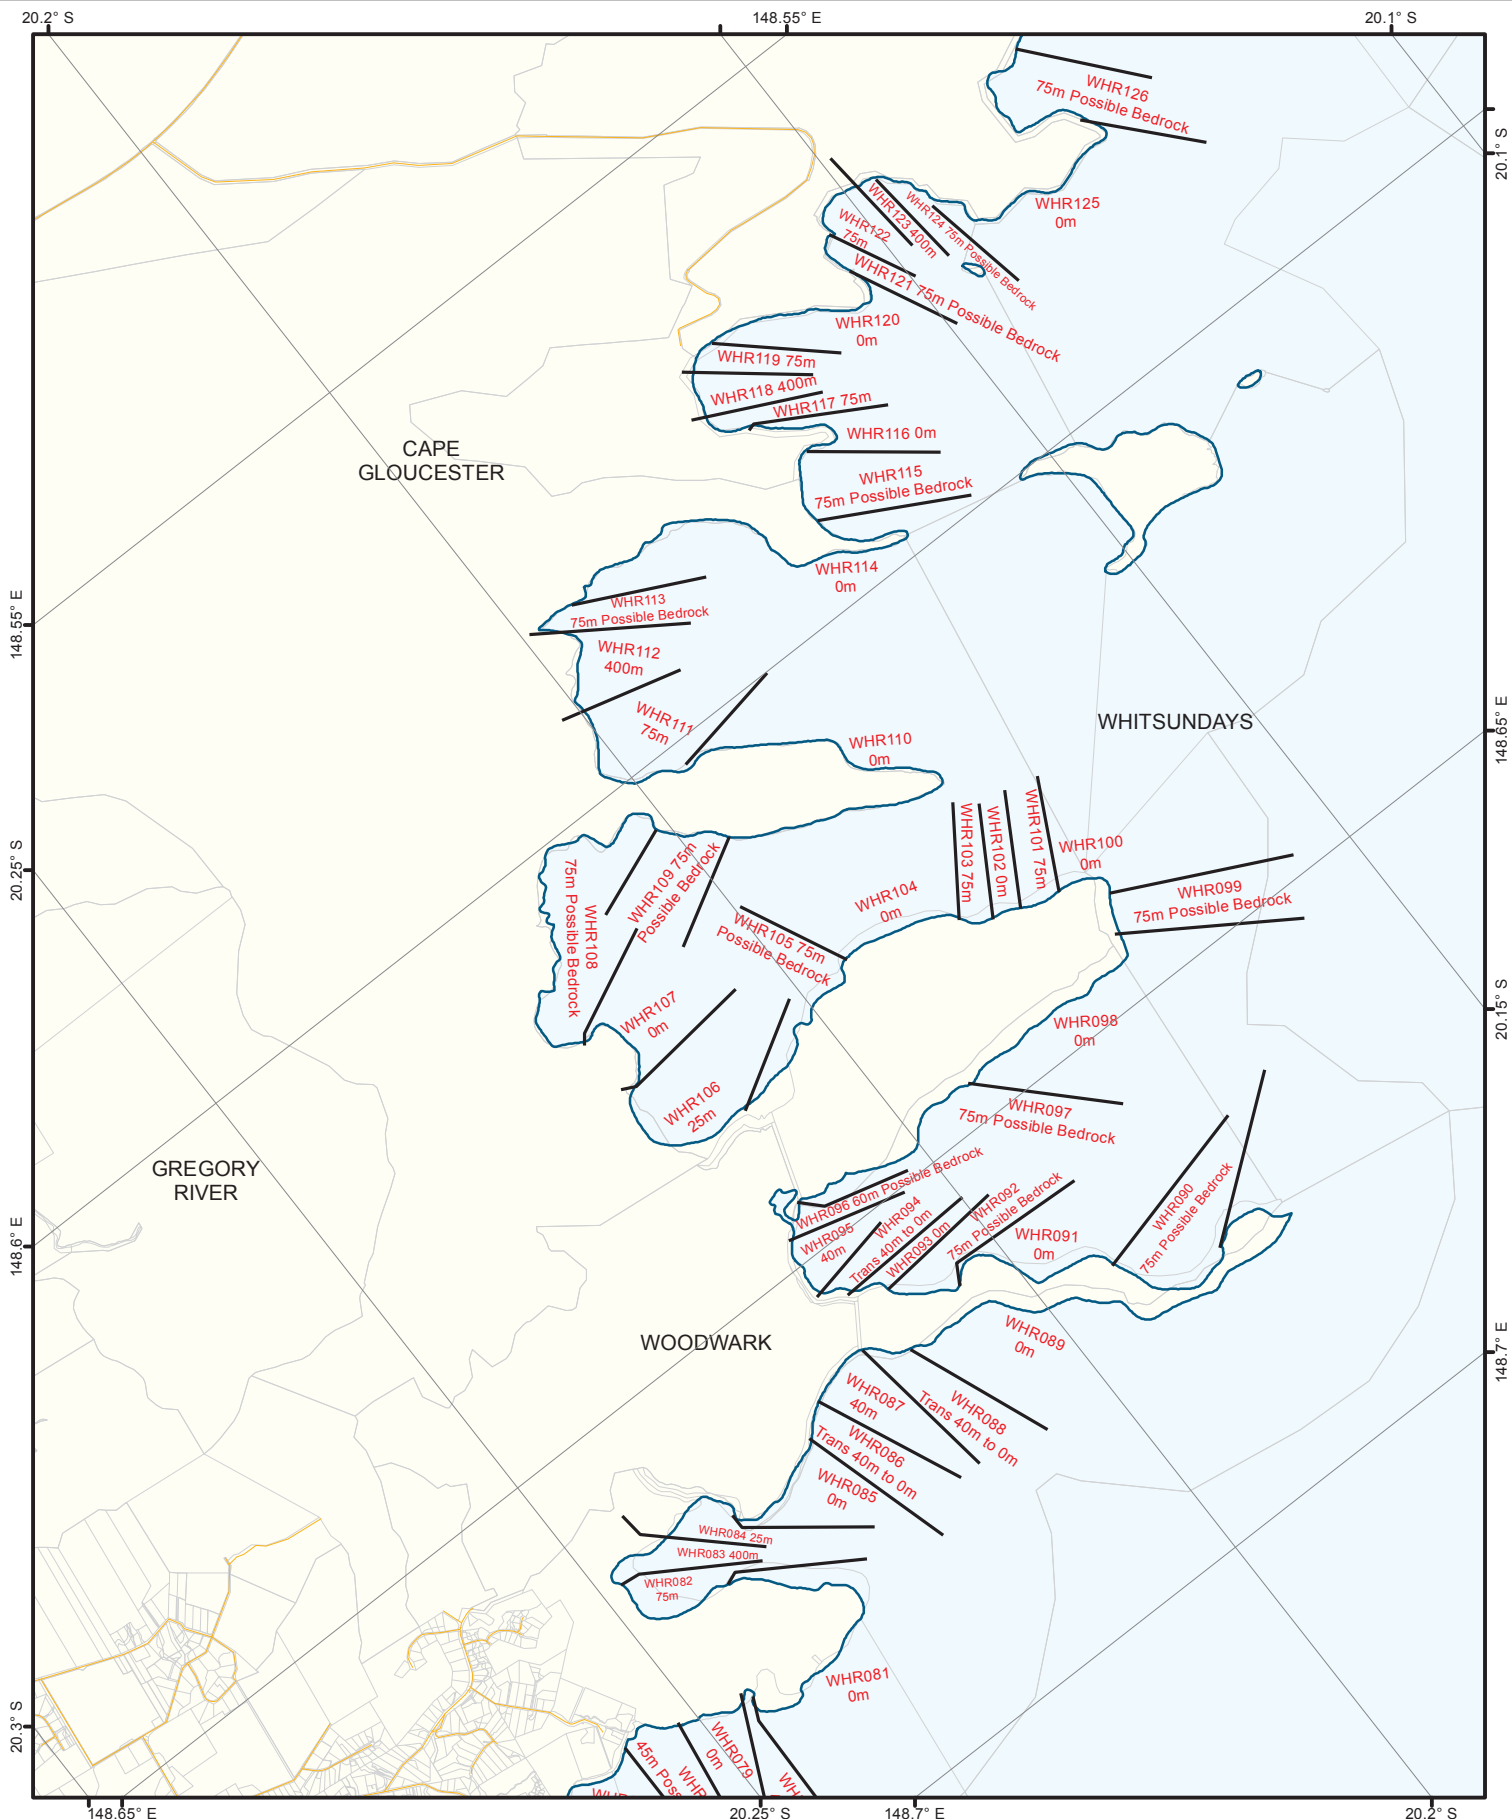 20.2° S
148.55° E
20.1° S
WHR126
75m Possible Bedrock
20.1° S
WHR125
0m
WHR124 75m Possible Bedrock
WHR123 400m
WHR122
75m
WHR121 75m Possible Bedrock
WHR120
0m
WHR119 75m
WHR118 400m
WHR117 75m
WHR116 0m
CAPE
GLOUCESTER
WHR115
75m Possible Bedrock
WHR114
0m
148.55° E
WHR113
75m Possible Bedrock
WHR112
400m
WHR111
75m
WHITSUNDAYS
148.65° E
WHR110
0m
WHR103 75m
WHR102 0m
WHR101 75m
WHR100
0m
20.25° S
WHR109 75m
Possible Bedrock
WHR108
75m Possible Bedrock
WHR104
0m
WHR099
75m Possible Bedrock
WHR105 75m
Possible Bedrock
WHR107
0m
20.15° S
WHR098
0m
WHR106
25m
WHR097
75m Possible Bedrock
GREGORY
RIVER
WHR096 60m Possible Bedrock
WHR095
40m
WHR094
Trans 40m to 0m
WHR093 0m
WHR092
75m Possible Bedrock
WHR091
0m
WHR090
75m Possible Bedrock
148.6° E
WOODWARK
WHR089
0m
148.7° E
WHR088
Trans 40m to 0m
WHR087
40m
WHR086
Trans 40m to 0m
WHR085
0m
WHR084 25m
WHR083 400m
WHR082
75m
WHR081
0m
20.3° S
WHR079
0m
WHR
45m Poss
WH
WHR
148.65° E
20.25° S
148.7° E
20.2° S